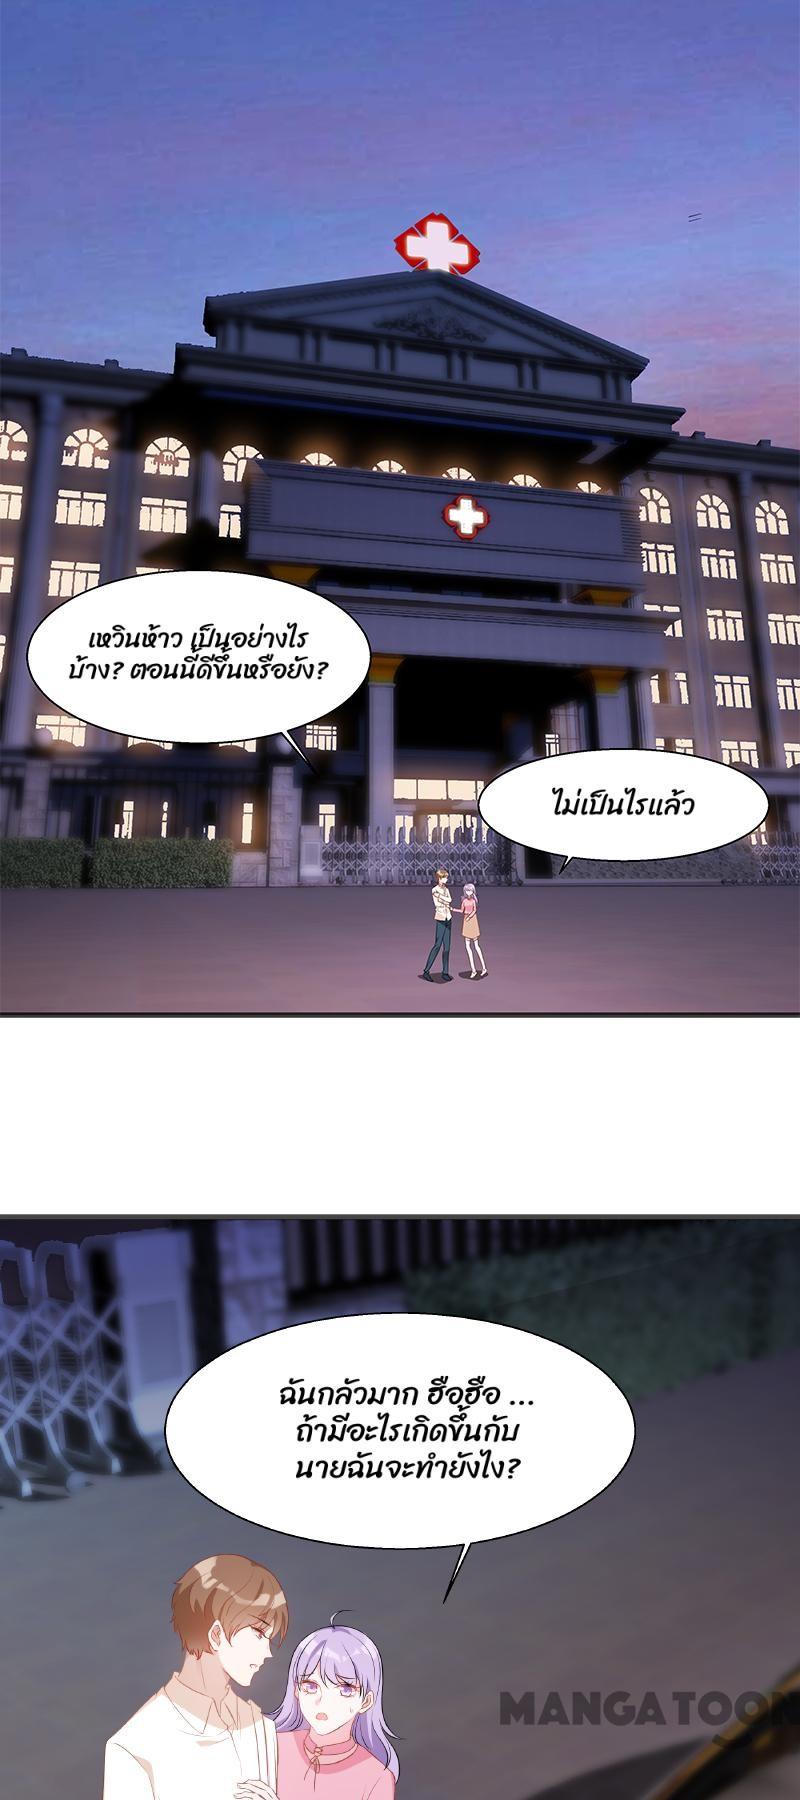 เหวินห้าว เป็นอย่างไร
บ้าง? ตอนนี้ดีขึ้นหรือยัง?
ไม่เป็นไรแล้ว
ฉันกลัวมาก ฮือฮือ ...
ถ้ามีอะไรเกิดขึ้นกับ
นายฉันจะทำยังไง?
MANGATOON